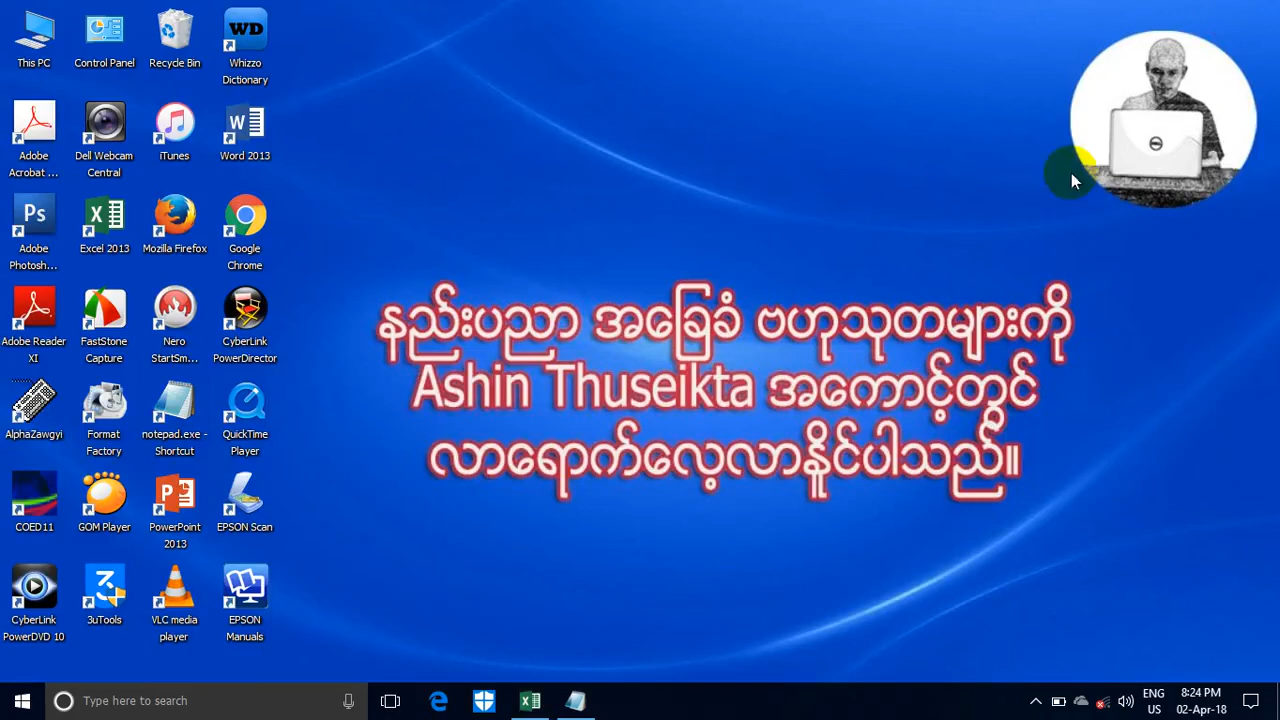 This PC
Control Panel
Recycle Bin
WD
Whizzo
Dictionary
Adobe
Acrobat ...
Dell Webcam
Central
iTunes
W
Word 2013
Ps
Adobe
Photosh...
X
Excel 2013
Mozilla Firefox
Google
Chrome
Adobe Reader
XI
FastStone
Capture
Nero
StartSm...
CyberLink
PowerDirector
AlphaZawgyi
Format
Factory
notepad.exe -
Shortcut
QuickTime
Player
COED11
GOM Player
P
PowerPoint
2013
EPSON Scan
CyberLink
PowerDVD 10
3uTools
VLC media
player
EPSON
Manuals
နည်းပညာ အခြေခံ ဗဟုသုတများကို
Ashin Thuseikta အကောင့်တွင်
လာရောက်လေ့လာနိုင်ပါသည်။
DELL
Type here to search
ENG
US
8:24 PM
02-Apr-18